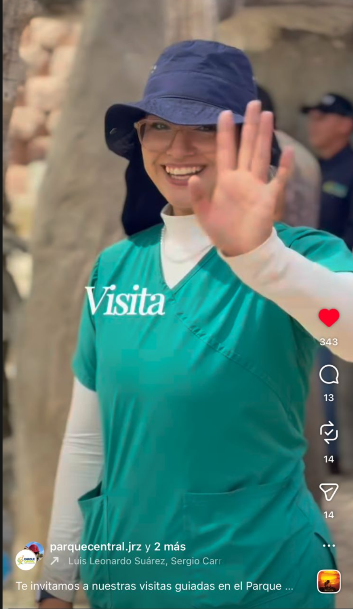 Visita
343
13
14
14
parquecentral.jrz y 2 más
Luis Leonardo Suárez, Sergio Carr
Te invitamos a nuestras visitas guiadas en el Parque ...